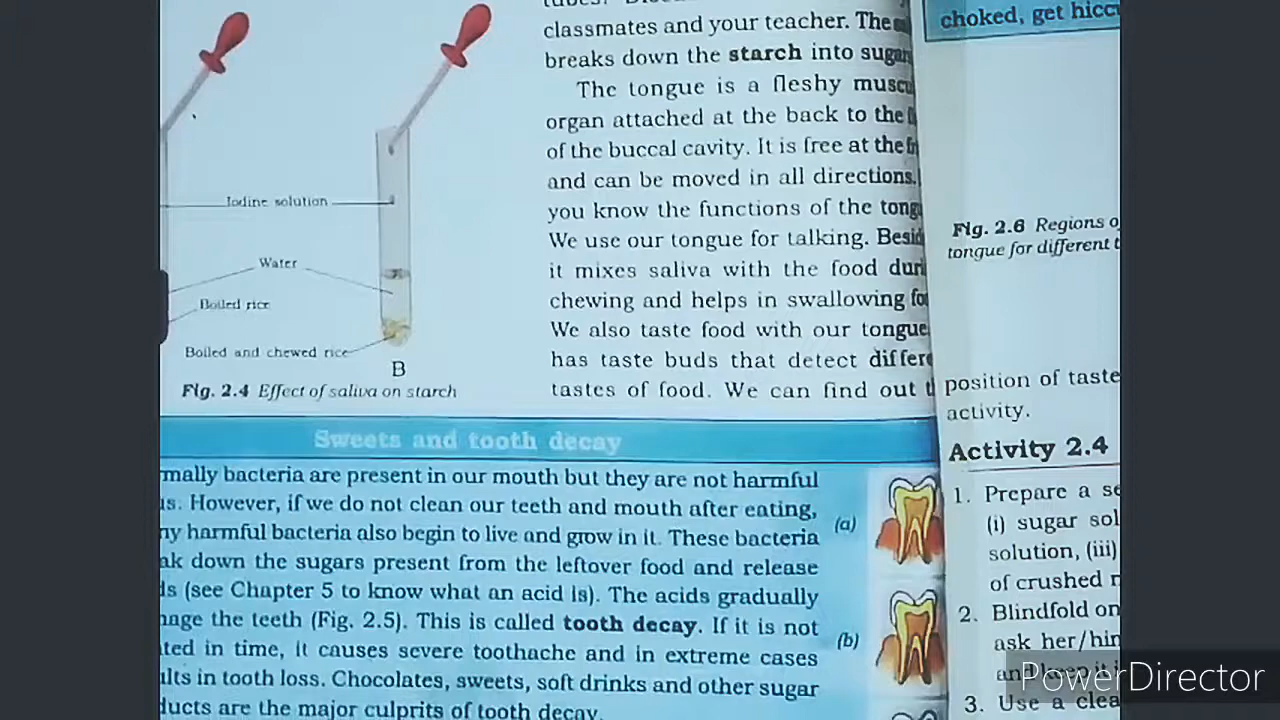 Iodine solution
Water
Boiled rice
Boiled and chewed rice
B
Fig. 2.4 Effect of saliva on starch
classmates and your teacher. The
breaks down the starch into
The tongue is a fleshy
organ attached at the back to the
of the buccal cavity. It is free at the
and can be moved in all directions.
you know the functions of the
We use our tongue for talking.
it mixes saliva with the food
chewing and helps in swallowing
We also taste food with our tongue
has taste buds that detect
tastes of food. We can find out
Sweets and tooth decay
bacteria are present in our mouth but they are not harmful
However, if we do not clean our teeth and mouth after eating,
harmful bacteria also begin to live and grow in it. These bacteria
down the sugars present from the leftover food and release
(see Chapter 5 to know what an acid is). The acids gradually
the teeth (Fig. 2.5). This is called tooth decay. If it is not
in time, it causes severe toothache and in extreme cases
in tooth loss. Chocolates, sweets, soft drinks and other sugar
are the major culprits of tooth decay.
(a)
(b)
choked, get
Fig. 2.6 Regions
tongue for different
position of taste
activity.
Activity 2.4
1. Prepare a
(i) sugar
solution, (iii)
of crushed
2. Blindfold
ask her/
3. Use a
PowerDirector